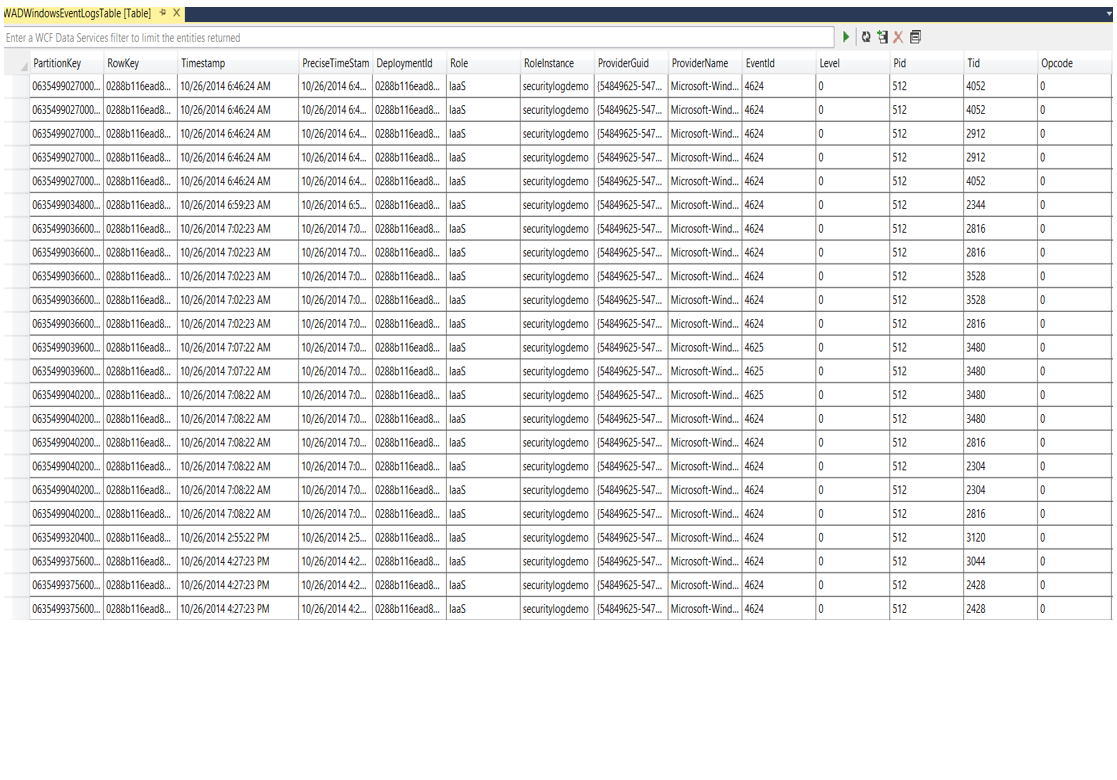 WADWindowsEventLogsTable [Table]
Enter a WCF Data Services filter to limit the entities returned
PartitionKey RowKey Timestamp PreciseTimeStam DeploymentId Role RoleInstance ProviderGuid ProviderName EventId Level Pid Tid Opcode
0635499027000... 0288b116ead8... 10/26/2014 6:46:24 AM 10/26/2014 6:4... 0288b116ead8... IaaS securitylogdemo {54849625-547... Microsoft-Wind... 4624 0 512 4052 0
0635499027000... 0288b116ead8... 10/26/2014 6:46:24 AM 10/26/2014 6:4... 0288b116ead8... IaaS securitylogdemo {54849625-547... Microsoft-Wind... 4624 0 512 4052 0
0635499027000... 0288b116ead8... 10/26/2014 6:46:24 AM 10/26/2014 6:4... 0288b116ead8... IaaS securitylogdemo {54849625-547... Microsoft-Wind... 4624 0 512 2912 0
0635499027000... 0288b116ead8... 10/26/2014 6:46:24 AM 10/26/2014 6:4... 0288b116ead8... IaaS securitylogdemo {54849625-547... Microsoft-Wind... 4624 0 512 2912 0
0635499027000... 0288b116ead8... 10/26/2014 6:46:24 AM 10/26/2014 6:4... 0288b116ead8... IaaS securitylogdemo {54849625-547... Microsoft-Wind... 4624 0 512 4052 0
0635499034800... 0288b116ead8... 10/26/2014 6:59:23 AM 10/26/2014 6:5... 0288b116ead8... IaaS securitylogdemo {54849625-547... Microsoft-Wind... 4624 0 512 2344 0
0635499036600... 0288b116ead8... 10/26/2014 7:02:23 AM 10/26/2014 7:0... 0288b116ead8... IaaS securitylogdemo {54849625-547... Microsoft-Wind... 4624 0 512 2816 0
0635499036600... 0288b116ead8... 10/26/2014 7:02:23 AM 10/26/2014 7:0... 0288b116ead8... IaaS securitylogdemo {54849625-547... Microsoft-Wind... 4624 0 512 2816 0
0635499036600... 0288b116ead8... 10/26/2014 7:02:23 AM 10/26/2014 7:0... 0288b116ead8... IaaS securitylogdemo {54849625-547... Microsoft-Wind... 4624 0 512 3528 0
0635499036600... 0288b116ead8... 10/26/2014 7:02:23 AM 10/26/2014 7:0... 0288b116ead8... IaaS securitylogdemo {54849625-547... Microsoft-Wind... 4624 0 512 3528 0
0635499036600... 0288b116ead8... 10/26/2014 7:02:23 AM 10/26/2014 7:0... 0288b116ead8... IaaS securitylogdemo {54849625-547... Microsoft-Wind... 4624 0 512 2816 0
0635499039600... 0288b116ead8... 10/26/2014 7:07:22 AM 10/26/2014 7:0... 0288b116ead8... IaaS securitylogdemo {54849625-547... Microsoft-Wind... 4625 0 512 3480 0
0635499039600... 0288b116ead8... 10/26/2014 7:07:22 AM 10/26/2014 7:0... 0288b116ead8... IaaS securitylogdemo {54849625-547... Microsoft-Wind... 4625 0 512 3480 0
0635499040200... 0288b116ead8... 10/26/2014 7:08:22 AM 10/26/2014 7:0... 0288b116ead8... IaaS securitylogdemo {54849625-547... Microsoft-Wind... 4625 0 512 3480 0
0635499040200... 0288b116ead8... 10/26/2014 7:08:22 AM 10/26/2014 7:0... 0288b116ead8... IaaS securitylogdemo {54849625-547... Microsoft-Wind... 4624 0 512 3480 0
0635499040200... 0288b116ead8... 10/26/2014 7:08:22 AM 10/26/2014 7:0... 0288b116ead8... IaaS securitylogdemo {54849625-547... Microsoft-Wind... 4624 0 512 2816 0
0635499040200... 0288b116ead8... 10/26/2014 7:08:22 AM 10/26/2014 7:0... 0288b116ead8... IaaS securitylogdemo {54849625-547... Microsoft-Wind... 4624 0 512 2304 0
0635499040200... 0288b116ead8... 10/26/2014 7:08:22 AM 10/26/2014 7:0... 0288b116ead8... IaaS securitylogdemo {54849625-547... Microsoft-Wind... 4624 0 512 2304 0
0635499040200... 0288b116ead8... 10/26/2014 7:08:22 AM 10/26/2014 7:0... 0288b116ead8... IaaS securitylogdemo {54849625-547... Microsoft-Wind... 4624 0 512 2816 0
0635499320400... 0288b116ead8... 10/26/2014 2:55:22 PM 10/26/2014 2:5... 0288b116ead8... IaaS securitylogdemo {54849625-547... Microsoft-Wind... 4624 0 512 3120 0
0635499375600... 0288b116ead8... 10/26/2014 4:27:23 PM 10/26/2014 4:2... 0288b116ead8... IaaS securitylogdemo {54849625-547... Microsoft-Wind... 4624 0 512 3044 0
0635499375600... 0288b116ead8... 10/26/2014 4:27:23 PM 10/26/2014 4:2... 0288b116ead8... IaaS securitylogdemo {54849625-547... Microsoft-Wind... 4624 0 512 2428 0
0635499375600... 0288b116ead8... 10/26/2014 4:27:23 PM 10/26/2014 4:2... 0288b116ead8... IaaS securitylogdemo {54849625-547... Microsoft-Wind... 4624 0 512 2428 0